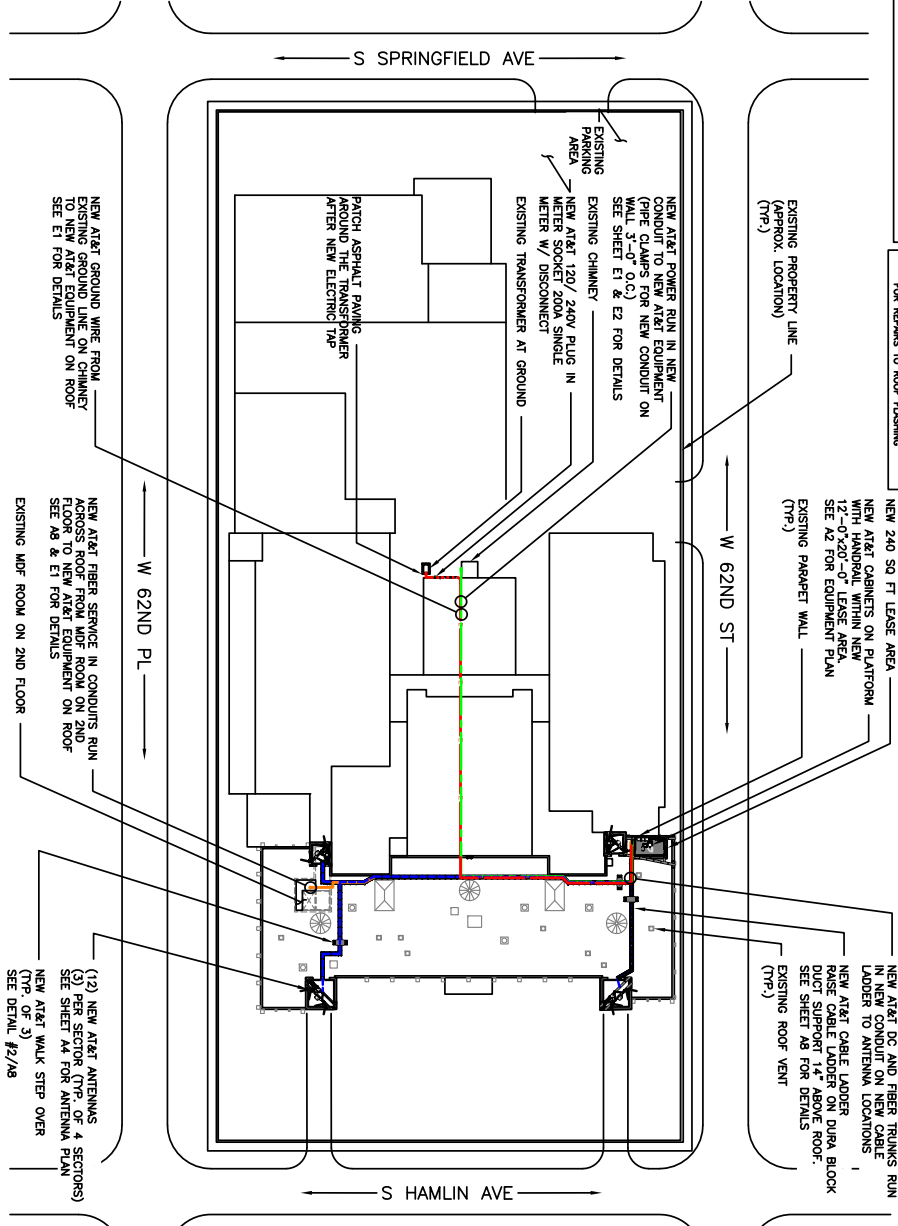 S SPRINGFIELD AVE
EXISTING
PARKING
AREA
EXISTING PROPERTY LINE
(APPROX. LOCATION)
(TYP.)
NEW AT&T POWER RUN IN NEW
CONDUIT TO NEW AT&T EQUIPMENT
(PIPE CLAMPS FOR NEW CONDUIT ON
WALL 3'-0" O.C.)
SEE SHEET E1 & E2 FOR DETAILS
EXISTING CHIMNEY
NEW AT&T 120/ 240V PLUG IN
METER SOCKET 200A SINGLE
METER W/ DISCONNECT
EXISTING TRANSFORMER AT GROUND
PATCH ASPHALT PAVING
AROUND THE TRANSFORMER
AFTER NEW ELECTRIC TAP
NEW AT&T GROUND WIRE FROM
EXISTING GROUND LINE ON CHIMNEY
TO NEW AT&T EQUIPMENT ON ROOF
SEE E1 FOR DETAILS
FOR REPAIRS TO ROOF FLASHING
W 62ND ST
W 62ND PL
NEW 240 SQ FT LEASE AREA
NEW AT&T CABINETS ON PLATFORM
WITH HANDRAIL WITHIN NEW
12'-0"x20'-0" LEASE AREA.
SEE A2 FOR EQUIPMENT PLAN
EXISTING PARAPET WALL
(TYP.)
NEW AT&T FIBER SERVICE IN CONDUITS RUN
ACROSS ROOF FROM MDF ROOM ON 2ND
FLOOR TO NEW AT&T EQUIPMENT ON ROOF
SEE A8 & E1 FOR DETAILS
EXISTING MDF ROOM ON 2ND FLOOR
NEW AT&T DC AND FIBER TRUNKS RUN
IN NEW CONDUIT ON NEW CABLE
LADDER TO ANTENNA LOCATIONS
NEW AT&T CABLE LADDER
RAISE CABLE LADDER ON DURA BLOCK
DUCT SUPPORT 14" ABOVE ROOF.
SEE SHEET A8 FOR DETAILS
EXISTING ROOF VENT
(TYP.)
(12) NEW AT&T ANTENNAS
(3) PER SECTOR (TYP. OF 4 SECTORS)
SEE SHEET A4 FOR ANTENNA PLAN
NEW AT&T WALK STEP OVER
(TYP. OF 3)
SEE DETAIL #2/A8
S HAMLIN AVE